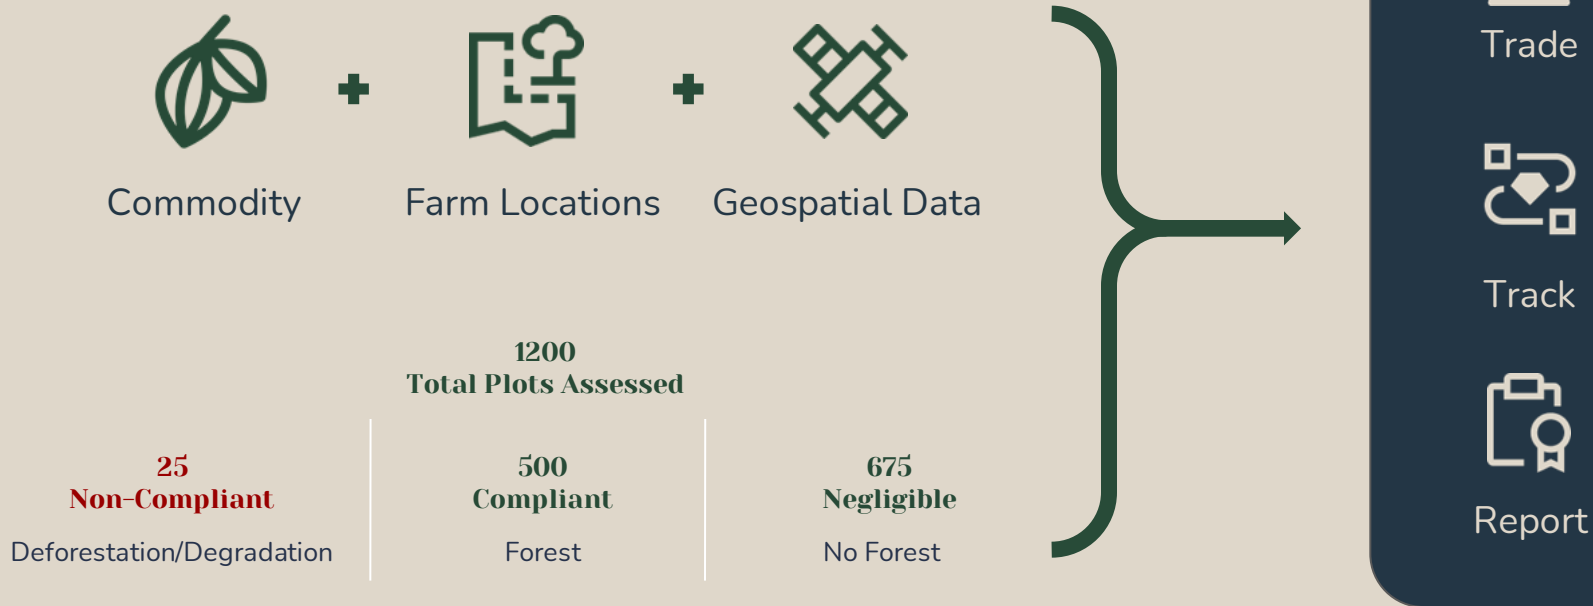 Commodity
Farm Locations
Geospatial Data
1200
Total Plots Assessed
25
Non-Compliant
Deforestation/Degradation
500
Compliant
Forest
675
Negligible
No Forest
Trade
Track
Report